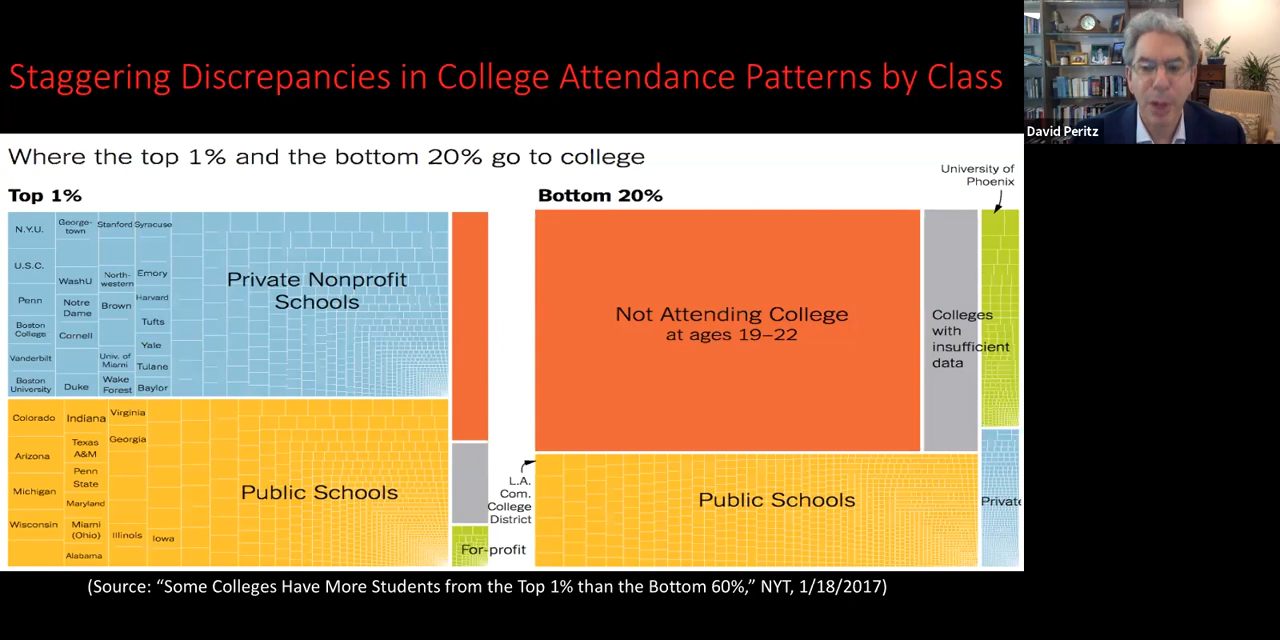 Staggering Discrepancies in College Attendance Patterns by Class
David Peritz
Where the top 1% and the bottom 20% go to college
Top 1%
N.Y.U.
U.S.C.
Penn
Boston
College
Vanderbilt
Boston
University
George-
town
WashU
Notre
Dame
Cornell
Duke
Stanford
North-
western
Brown
Univ. of
Miami
Wake
Forest
Syracuse
Emory
Harvard
Tufts
Yale
Tulane
Baylor
Private Nonprofit
Schools
Colorado
Arizona
Michigan
Wisconsin
Indiana
Texas
A&M
Penn
State
Maryland
Miami
(Ohio)
Alabama
Virginia
Georgia
Illinois
Iowa
Public Schools
For-profit
Bottom 20%
University of
Phoenix
Not Attending College
at ages 19–22
Colleges
with
insufficient
data
L.A.
Com.
College
District
Public Schools
Private
(Source: “Some Colleges Have More Students from the Top 1% than the Bottom 60%,” NYT, 1/18/2017)